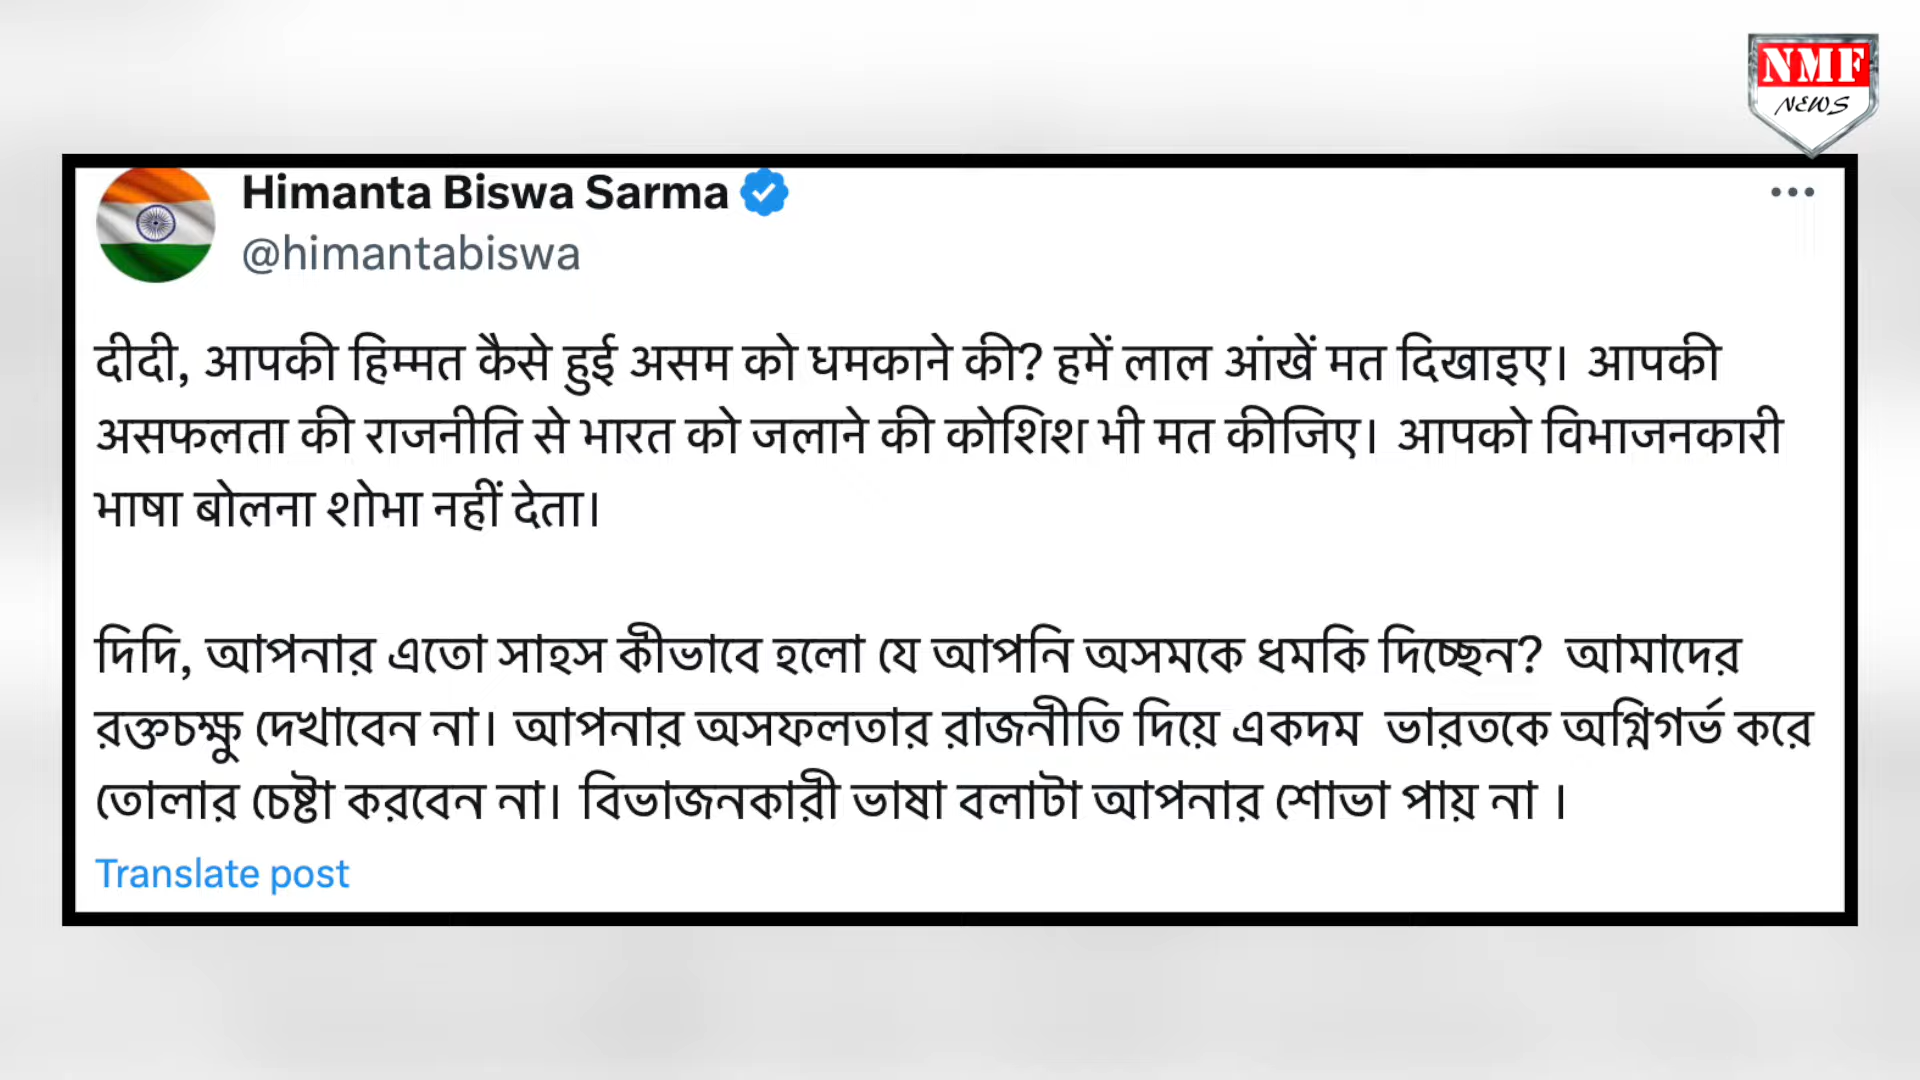 NMF
NEWS
Himanta Biswa Sarma
@himantabiswa
दीदी, आपकी हिम्मत कैसे हुई असम को धमकाने की? हमें लाल आंखें मत दिखाइए। आपकी
असफलता की राजनीति से भारत को जलाने की कोशिश भी मत कीजिए। आपको विभाजनकारी
भाषा बोलना शोभा नहीं देता।
দিদি, আপনার এতো সাহস কীভাবে হলো যে আপনি অসমকে ধমকি দিচ্ছেন? আমাদের
রক্তচক্ষু দেখাবেন না। আপনার অসফলতার রাজনীতি দিয়ে একদম ভারতকে অগ্নিগর্ভ করে
তোলার চেষ্টা করবেন না। বিভাজনকারী ভাষা বলাটা আপনার শোভা পায় না ।
Translate post